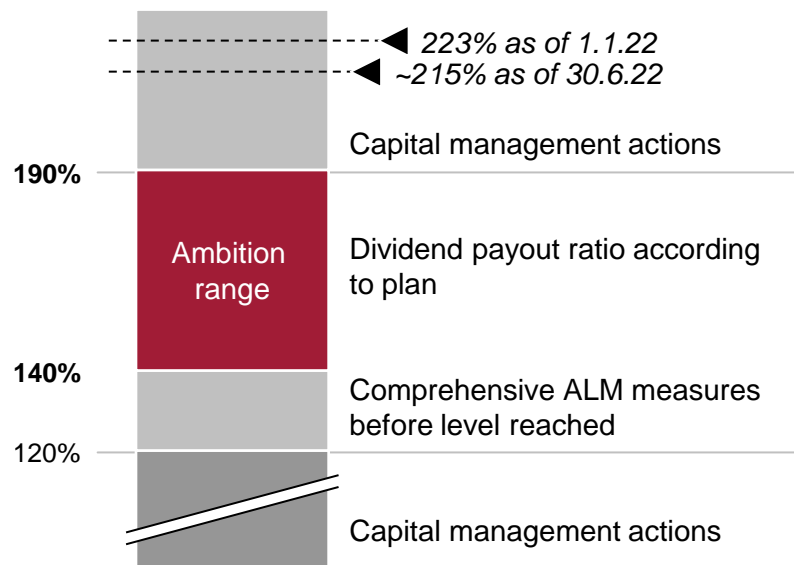 223% as of 1.1.22
~215% as of 30.6.22
Capital management actions
190%
Ambition
range
Dividend payout ratio according
to plan
140%
Comprehensive ALM measures
before level reached
120%
Capital management actions